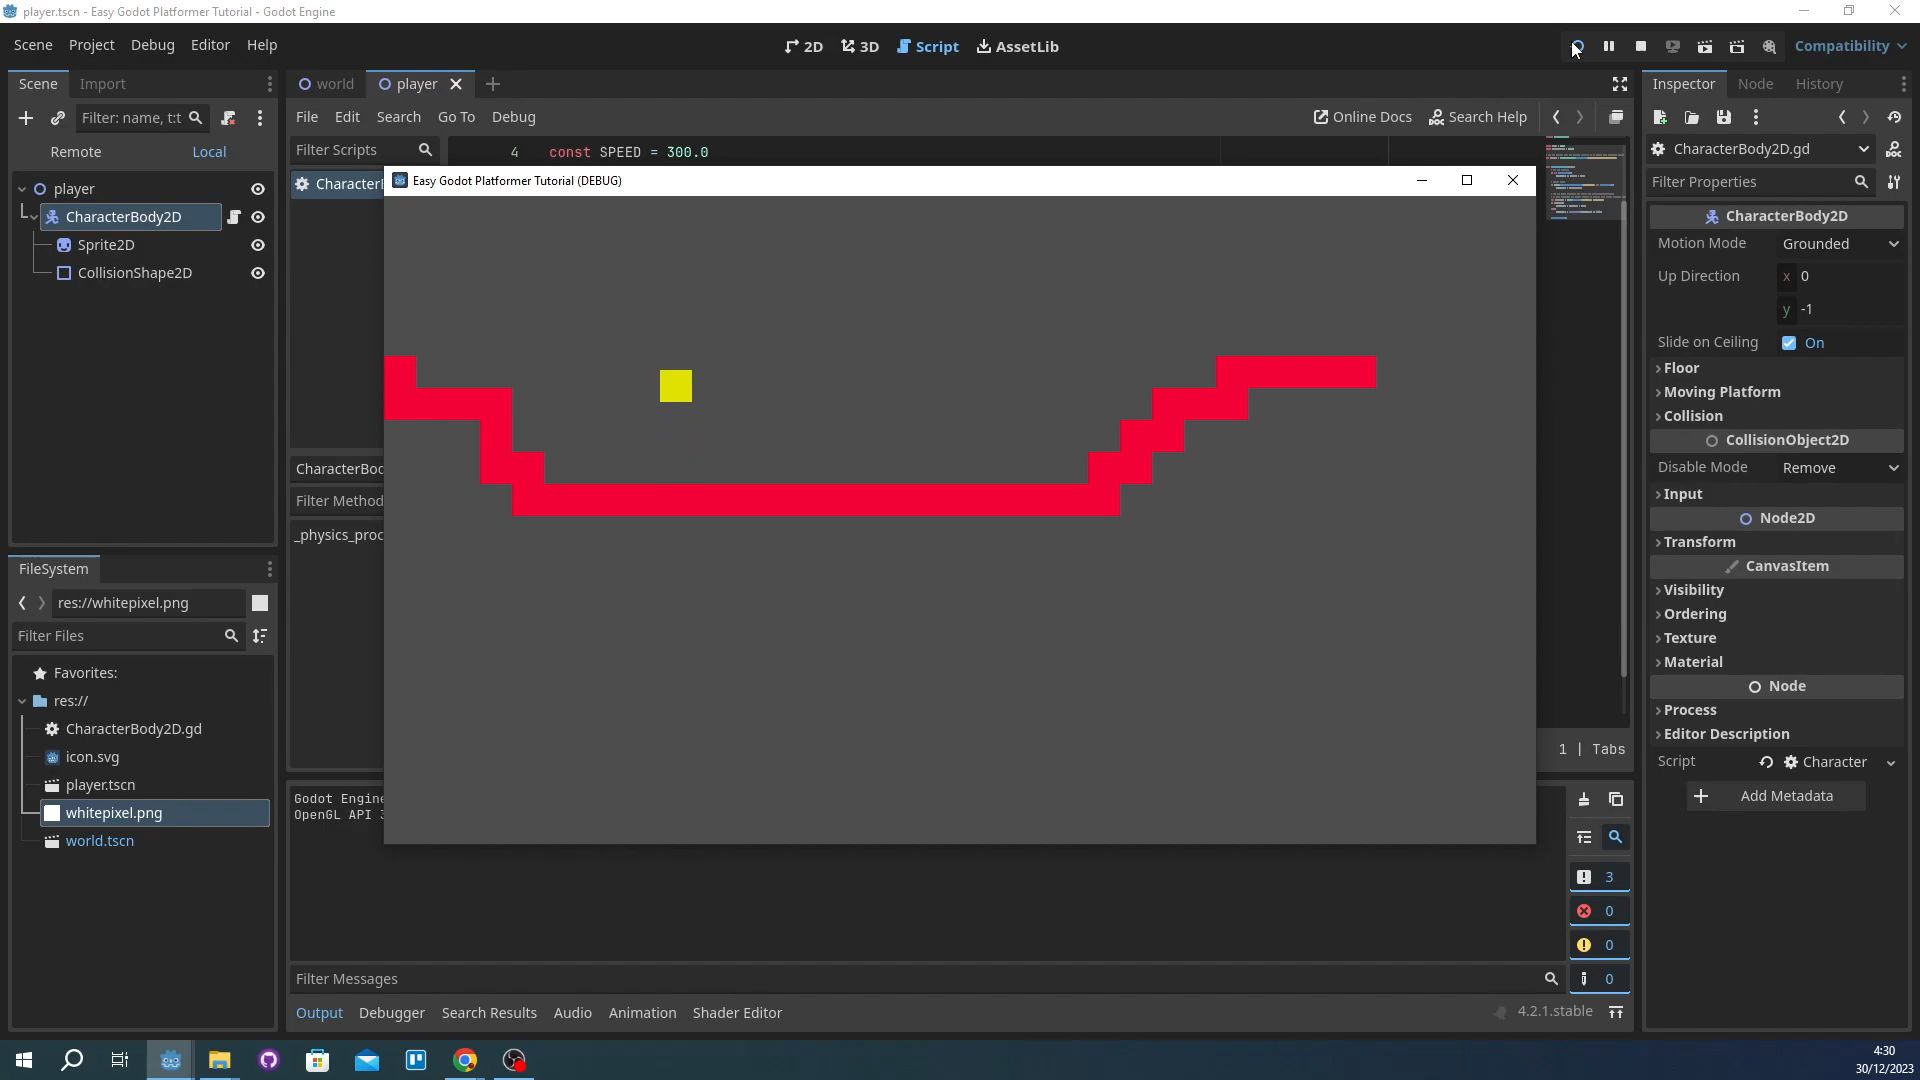 player.tscn - Easy Godot Platformer Tutorial - Godot Engine
Scene Project Debug Editor Help
2D 3D Script AssetLib
Compatibility
Scene Import
world player
Inspector Node History
Filter: name, t:t
File Edit Search Go To Debug
Online Docs Search Help
Remote Local
Filter Scripts
4 const SPEED = 300.0
CharacterBody2D.gd
Filter Properties
player
CharacterBody2D
Sprite2D
CollisionShape2D
Character
Easy Godot Platformer Tutorial (DEBUG)
CharacterBody2D
Motion Mode Grounded
Up Direction x 0
y -1
Slide on Ceiling On
Floor
Moving Platform
Collision
CollisionObject2D
Disable Mode Remove
Input
Node2D
Transform
CanvasItem
Visibility
Ordering
Texture
Material
Node
Process
Editor Description
Script Character
Add Metadata
CharacterBod
Filter Method
_physics_proc
1 | Tabs
FileSystem
res://whitepixel.png
Filter Files
Favorites:
res://
CharacterBody2D.gd
icon.svg
player.tscn
whitepixel.png
world.tscn
Godot Engine
OpenGL API 3
3
0
0
0
Filter Messages
Output Debugger Search Results Audio Animation Shader Editor
4.2.1.stable
4:30
30/12/2023